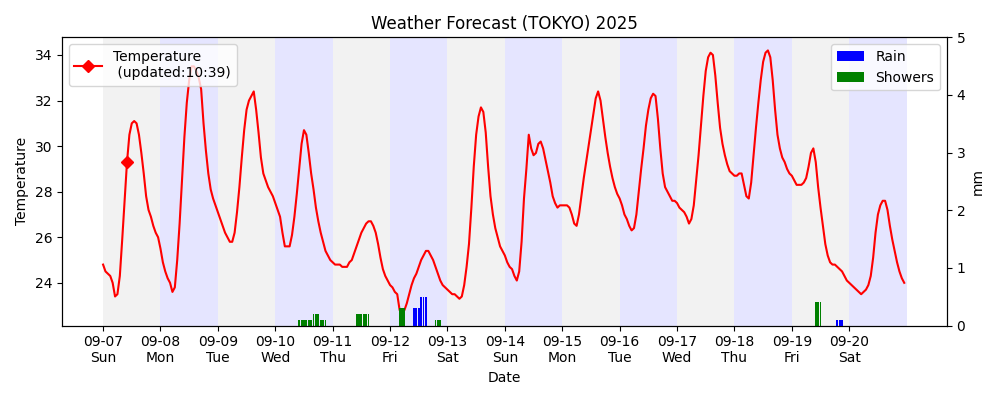 Weather Forecast (TOKYO) 2025
Temperature
(updated:10:39)
Rain
Showers
Temperature
34
32
30
28
26
24
5
4
3
2
1
0
mm
09-07 09-08 09-09 09-10 09-11 09-12 09-13 09-14 09-15 09-16 09-17 09-18 09-19 09-20
Sun Mon Tue Wed Thu Fri Sat Sun Mon Tue Wed Thu Fri Sat
Date